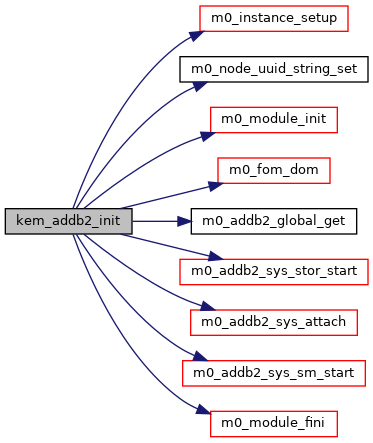 m0_instance_setup
m0_node_uuid_string_set
m0_module_init
m0_fom_dom
kem_addb2_init
m0_addb2_global_get
m0_addb2_sys_stor_start
m0_addb2_sys_attach
m0_addb2_sys_sm_start
m0_module_fini